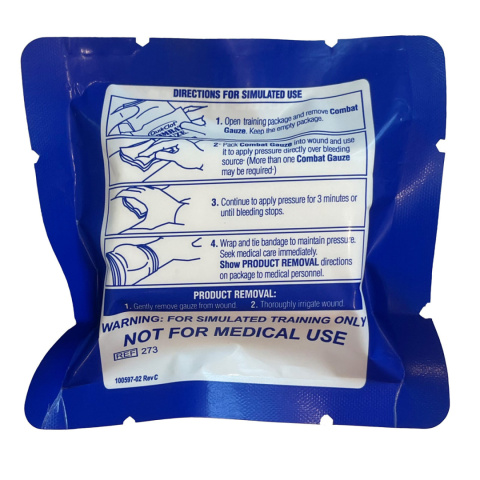 DIRECTIONS FOR SIMULATED USE
QuikClot
COMBAT
GAUZE
1. Open training package and remove Combat
Gauze. Keep the empty package.
2. Pack Combat Gauze into wound and use
it to apply pressure directly over bleeding
source. (More than one Combat Gauze
may be required.)
3. Continue to apply pressure for 3 minutes or
until bleeding stops.
4. Wrap and tie bandage to maintain pressure.
Seek medical care immediately.
Show PRODUCT REMOVAL directions
on package to medical personnel.
PRODUCT REMOVAL:
1. Gently remove gauze from wound. 2. Thoroughly irrigate wound.
WARNING: FOR SIMULATED TRAINING ONLY
NOT FOR MEDICAL USE
REF 273
100597-02 Rev C